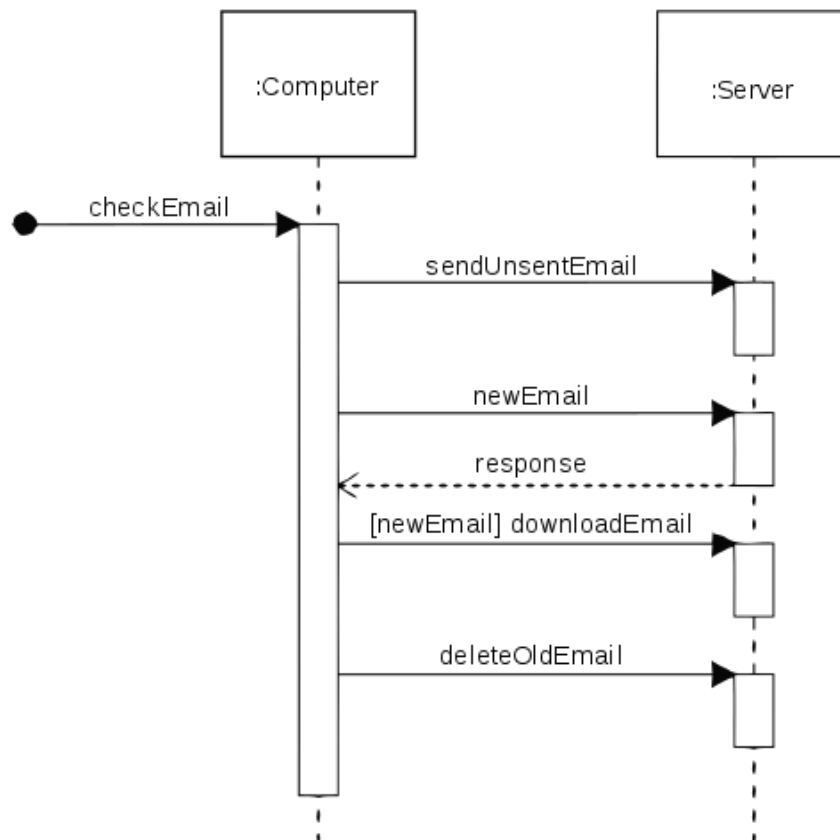 :Computer
:Server
checkEmail
sendUnsentEmail
newEmail
response
[newEmail] downloadEmail
deleteOldEmail